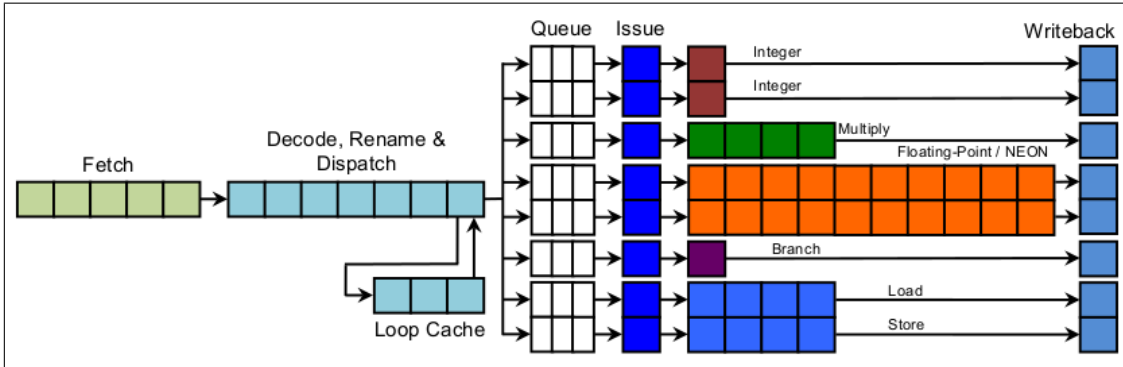 Queue
Issue
Writeback
Integer
Integer
Decode, Rename &
Dispatch
Multiply
Fetch
Floating-Point / NEON
Branch
Load
Loop Cache
Store